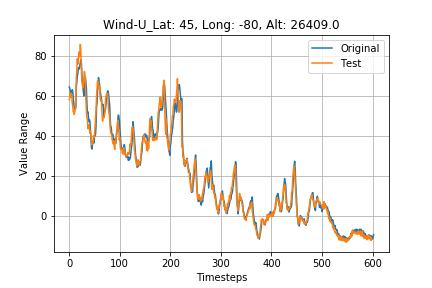 Wind-U_Lat: 45, Long: -80, Alt: 26409.0
Original
Test
Value Range
80
60
40
20
0
0 100 200 300 400 500 600
Timesteps